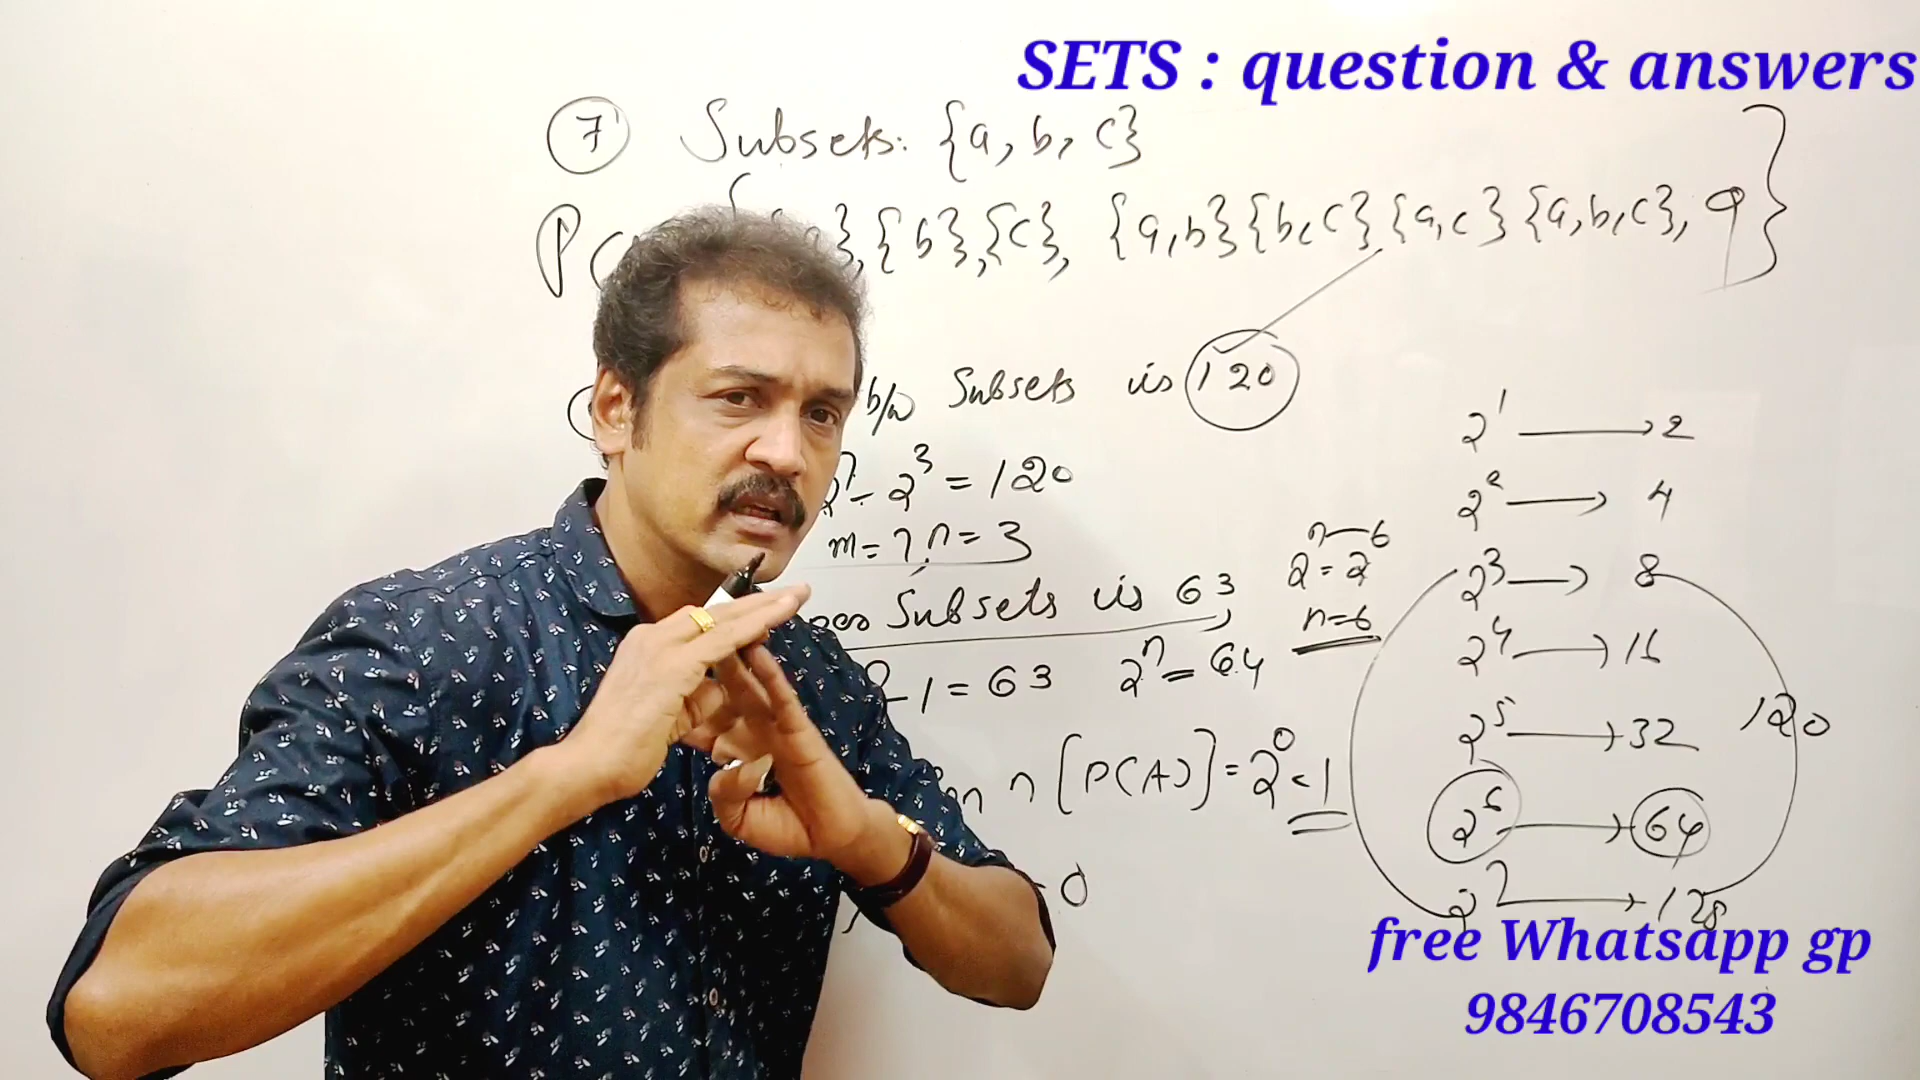 SETS : question & answers
7 Subsets: {a, b, c}
P( }, {b}, {c}, {a,b} {b,c} {a,c} {a,b,c}, φ }
b/w Subsets is 120
2⁷ - 2³ = 120
m = 7, n = 3
Subsets is 63
- 1 = 63 2ⁿ = 64
2ⁿ = 2⁶
n=6
n [P(A)] = 2⁰ = 1
0
2¹ → 2
2² → 4
2³ → 8
2⁴ → 16
2⁵ → 32
120
2⁶ → 64
2⁷ → 128
free Whatsapp gp
9846708543